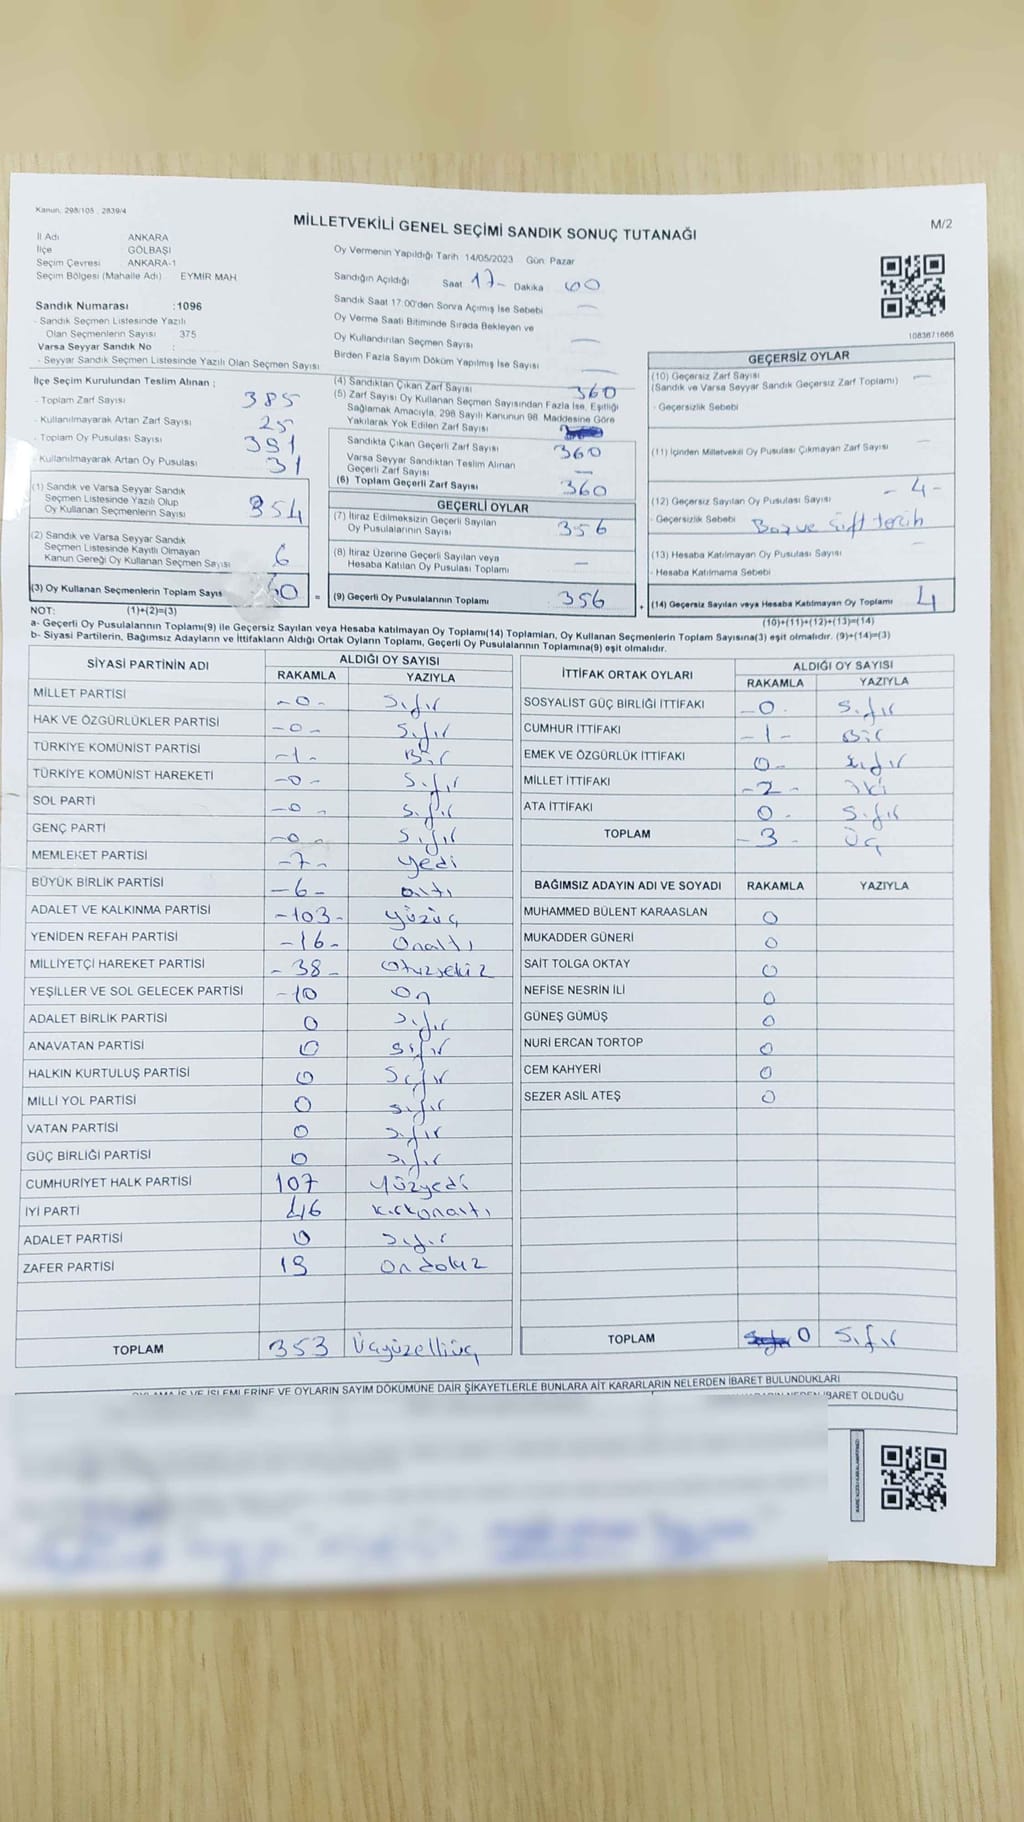 Kanun: 298/105 , 2839/4
MİLLETVEKİLİ GENEL SEÇİMİ SANDIK SONUÇ TUTANAĞI
M/2
İl Adı ANKARA
İlçe GÖLBAŞI
Seçim Çevresi ANKARA-1
Seçim Bölgesi (Mahalle Adı) EYMİR MAH.
Sandık Numarası :1096
- Sandık Seçmen Listesinde Yazılı
Olan Seçmenlerin Sayısı 375
Varsa Seyyar Sandık No :
- Seyyar Sandık Seçmen Listesinde Yazılı Olan Seçmen Sayısı
Oy Vermenin Yapıldığı Tarih 14/05/2023 Gün: Pazar
Sandığın Açıldığı Saat 17- Dakika 00
Sandık Saat 17:00'den Sonra Açımış İse Sebebi —
Oy Verme Saati Bitiminde Sırada Bekleyen ve
Oy Kullandırılan Seçmen Sayısı —
Birden Fazla Sayım Döküm Yapılmış İse Sayısı —
1083671666
İlçe Seçim Kurulundan Teslim Alınan ;
- Toplam Zarf Sayısı 385
- Kullanılmayarak Artan Zarf Sayısı 25
- Toplam Oy Pusulası Sayısı 391
- Kullanılmayarak Artan Oy Pusulası 31
(1) Sandık ve Varsa Seyyar Sandık
Seçmen Listesinde Yazılı Olup
Oy Kullanan Seçmenlerin Sayısı 354
(2) Sandık ve Varsa Seyyar Sandık
Seçmen Listesinde Kayıtlı Olmayan
Kanun Gereği Oy Kullanan Seçmen Sayısı 6
(3) Oy Kullanan Seçmenlerin Toplam Sayıs 60 =
(4) Sandıktan Çıkan Zarf Sayısı 360
(5) Zarf Sayısı Oy Kullanan Seçmen Sayısından Fazla İse, Eşitliği
Sağlamak Amacıyla, 298 Sayılı Kanunun 98. Maddesine Göre
Yakılarak Yok Edilen Zarf Sayısı
Sandıkta Çıkan Geçerli Zarf Sayısı 360
Varsa Seyyar Sandıktan Teslim Alınan
Geçerli Zarf Sayısı —
(6) Toplam Geçerli Zarf Sayısı 360
GEÇERLİ OYLAR
(7) İtiraz Edilmeksizin Geçerli Sayılan
Oy Pusulalarının Sayısı 356
(8) İtiraz Üzerine Geçerli Sayılan veya
Hesaba Katılan Oy Pusulası Toplamı —
(9) Geçerli Oy Pusulalarının Toplamı 356 +
GEÇERSİZ OYLAR
(10) Geçersiz Zarf Sayısı —
(Sandık ve Varsa Seyyar Sandık Geçersiz Zarf Toplamı)
- Geçersizlik Sebebi
(11) İçinden Milletvekili Oy Pusulası Çıkmayan Zarf Sayısı —
(12) Geçersiz Sayılan Oy Pusulası Sayısı - 4 -
- Geçersizlik Sebebi Boş ve Çift tercih
(13) Hesaba Katılmayan Oy Pusulası Sayısı —
- Hesaba Katılmama Sebebi
(14) Geçersiz Sayılan veya Hesaba Katılmayan Oy Toplamı 4
NOT: (1)+(2)=(3)
(10)+(11)+(12)+(13)=(14)
a- Geçerli Oy Pusulalarının Toplamı(9) ile Geçersiz Sayılan veya Hesaba katılmayan Oy Toplamı(14) Toplamları, Oy Kullanan Seçmenlerin Toplam Sayısına(3) eşit olmalıdır. (9)+(14)=(3)
b- Siyasi Partilerin, Bağımsız Adayların ve İttifakların Aldığı Ortak Oyların Toplamı, Geçerli Oy Pusulalarının Toplamına(9) eşit olmalıdır.
SİYASİ PARTİNİN ADI ALDIĞI OY SAYISI
RAKAMLA YAZIYLA
MİLLET PARTİSİ -0- Sıfır
HAK VE ÖZGÜRLÜKLER PARTİSİ -0- Sıfır
TÜRKİYE KOMÜNİST PARTİSİ -1- Bir
TÜRKİYE KOMÜNİST HAREKETİ -0- Sıfır
SOL PARTİ -0- Sıfır
GENÇ PARTİ -0- Sıfır
MEMLEKET PARTİSİ -7- Yedi
BÜYÜK BİRLİK PARTİSİ -6- altı
ADALET VE KALKINMA PARTİSİ -103- Yüzüç
YENİDEN REFAH PARTİSİ -16- Onaltı
MİLLİYETÇİ HAREKET PARTİSİ -38- Otuzsekiz
YEŞİLLER VE SOL GELECEK PARTİSİ -10 On
ADALET BİRLİK PARTİSİ 0 sıfır
ANAVATAN PARTİSİ 0 sıfır
HALKIN KURTULUŞ PARTİSİ 0 Sıfır
MİLLİ YOL PARTİSİ 0 sıfır
VATAN PARTİSİ 0 sıfır
GÜÇ BİRLİĞİ PARTİSİ 0 sıfır
CUMHURİYET HALK PARTİSİ 107 Yüzyedi
İYİ PARTİ 46
ADALET PARTİSİ 0 sıfır
ZAFER PARTİSİ 19 Ondokuz
TOPLAM 353 Üçyüzelliüç
İTTİFAK ORTAK OYLARI ALDIĞI OY SAYISI
RAKAMLA YAZIYLA
SOSYALİST GÜÇ BİRLİĞİ İTTİFAKI -0- Sıfır
CUMHUR İTTİFAKI -1- Bir
EMEK VE ÖZGÜRLÜK İTTİFAKI 0- sıfır
MİLLET İTTİFAKI -2- İki
ATA İTTİFAKI 0- Sıfır
TOPLAM -3- Üç
BAĞIMSIZ ADAYIN ADI VE SOYADI RAKAMLA YAZIYLA
MUHAMMED BÜLENT KARAASLAN 0
MUKADDER GÜNERİ 0
SAİT TOLGA OKTAY 0
NEFİSE NESRİN İLİ 0
GÜNEŞ GÜMÜŞ 0
NURİ ERCAN TORTOP 0
CEM KAHYERİ 0
SEZER ASİL ATEŞ 0
TOPLAM 0 Sıfır
İŞ VE İŞLEMLERİNE VE OYLARIN SAYIM DÖKÜMÜNE DAİR ŞİKAYETLERLE BUNLARA AİT KARARLARIN NELERDEN İBARET BULUNDUKLARI
İBARET OLDUĞU